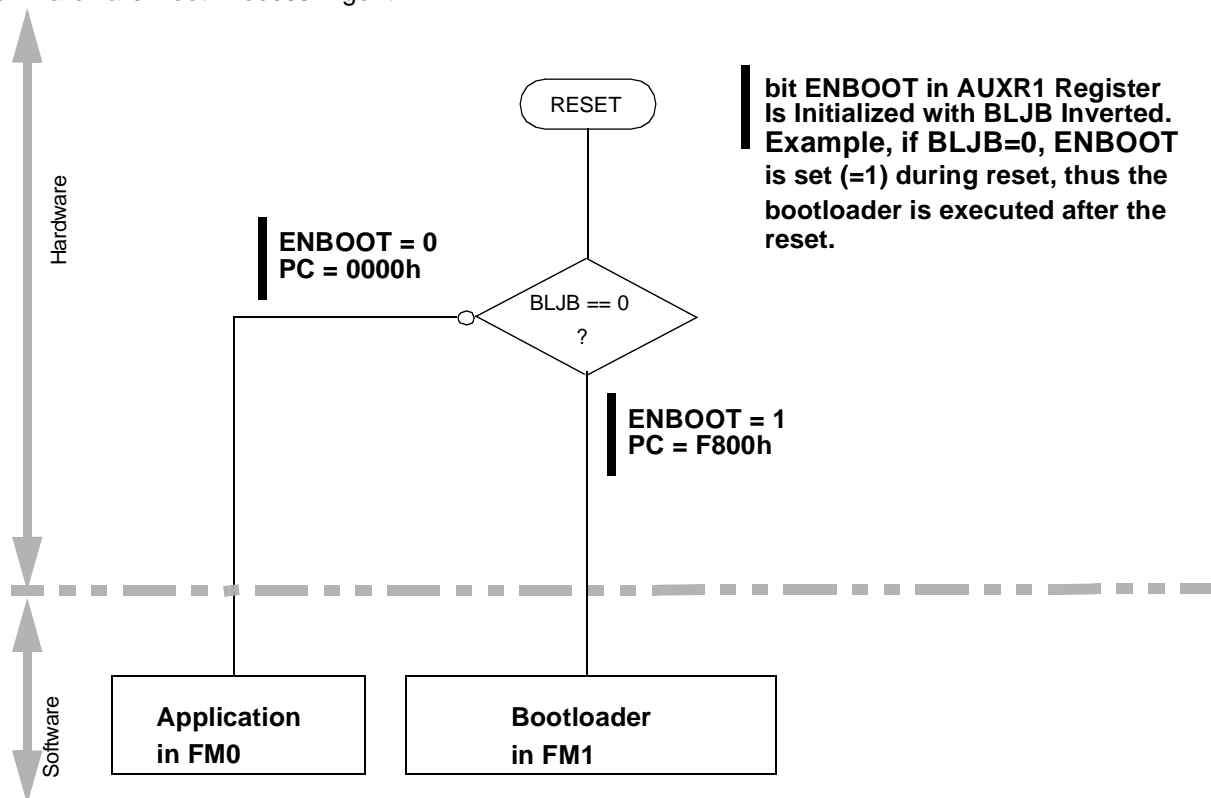 RESET
bit ENBOOT in AUXR1 Register
Is Initialized with BLJB Inverted.
Example, if BLJB=0, ENBOOT
is set (=1) during reset, thus the
bootloader is executed after the
reset.
Hardware
ENBOOT = 0
PC = 0000h
BLJB == 0
?
ENBOOT = 1
PC = F800h
Software
Application
in FM0
Bootloader
in FM1